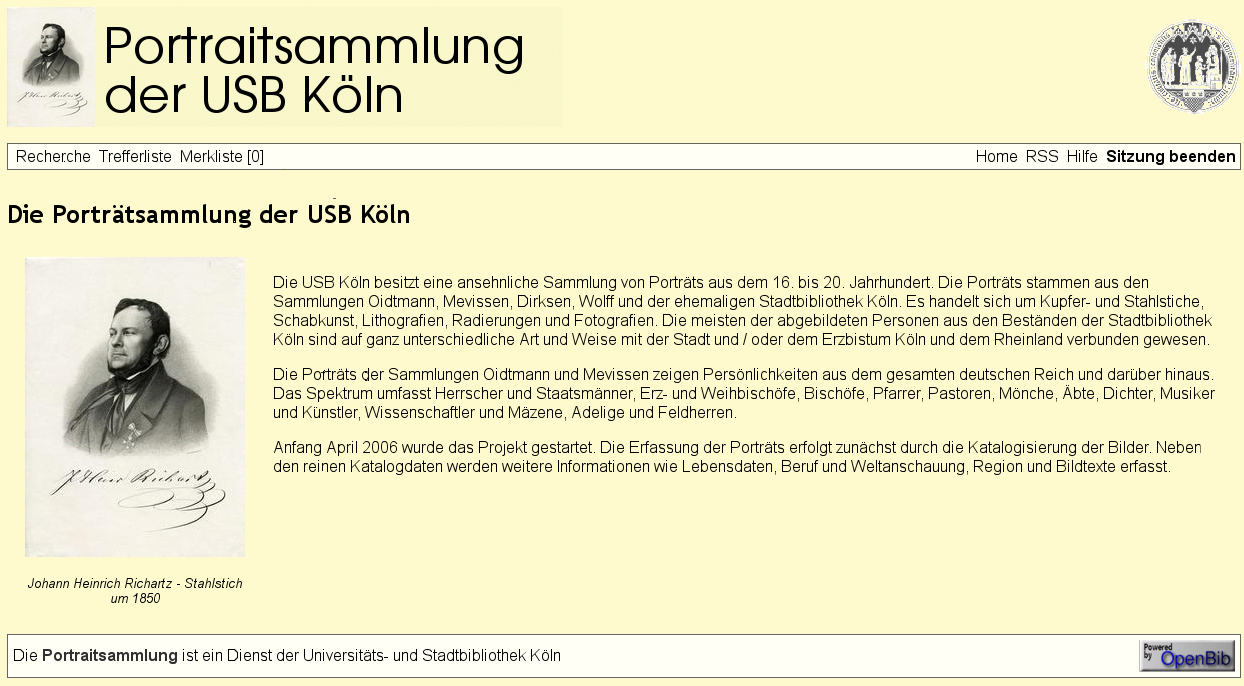 Portraitsammlung
der USB Köln
Recherche Trefferliste Merkliste [0]
Home RSS Hilfe Sitzung beenden
Die Porträtsammlung der USB Köln
Die USB Köln besitzt eine ansehnliche Sammlung von Porträts aus dem 16. bis 20. Jahrhundert. Die Porträts stammen aus den
Sammlungen Oidtmann, Mevissen, Dirksen, Wolff und der ehemaligen Stadtbibliothek Köln. Es handelt sich um Kupfer- und Stahlstiche,
Schabkunst, Lithografien, Radierungen und Fotografien. Die meisten der abgebildeten Personen aus den Beständen der Stadtbibliothek
Köln sind auf ganz unterschiedliche Art und Weise mit der Stadt und / oder dem Erzbistum Köln und dem Rheinland verbunden gewesen.
Die Porträts der Sammlungen Oidtmann und Mevissen zeigen Persönlichkeiten aus dem gesamten deutschen Reich und darüber hinaus.
Das Spektrum umfasst Herrscher und Staatsmänner, Erz- und Weihbischöfe, Bischöfe, Pfarrer, Pastoren, Mönche, Äbte, Dichter, Musiker
und Künstler, Wissenschaftler und Mäzene, Adelige und Feldherren.
Anfang April 2006 wurde das Projekt gestartet. Die Erfassung der Porträts erfolgt zunächst durch die Katalogisierung der Bilder. Neben
den reinen Katalogdaten werden weitere Informationen wie Lebensdaten, Beruf und Weltanschauung, Region und Bildtexte erfasst.
J. Heinr. Richartz
Johann Heinrich Richartz - Stahlstich
um 1850
Die Portraitsammlung ist ein Dienst der Universitäts- und Stadtbibliothek Köln
Powered
by OpenBib